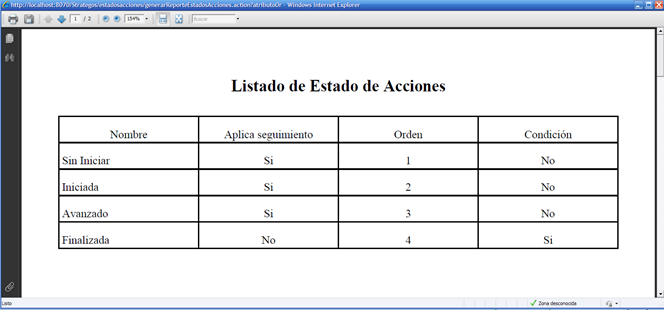 http://localhost:8070/Strategos/estadosacciones/generarReporteEstadosAcciones.action?atributoOr - Windows Internet Explorer
1 / 2 154% Buscar
Listado de Estado de Acciones
Nombre Aplica seguimiento Orden Condición
Sin Iniciar Si 1 No
Iniciada Si 2 No
Avanzado Si 3 No
Finalizada No 4 Si
Listo Zona desconocida